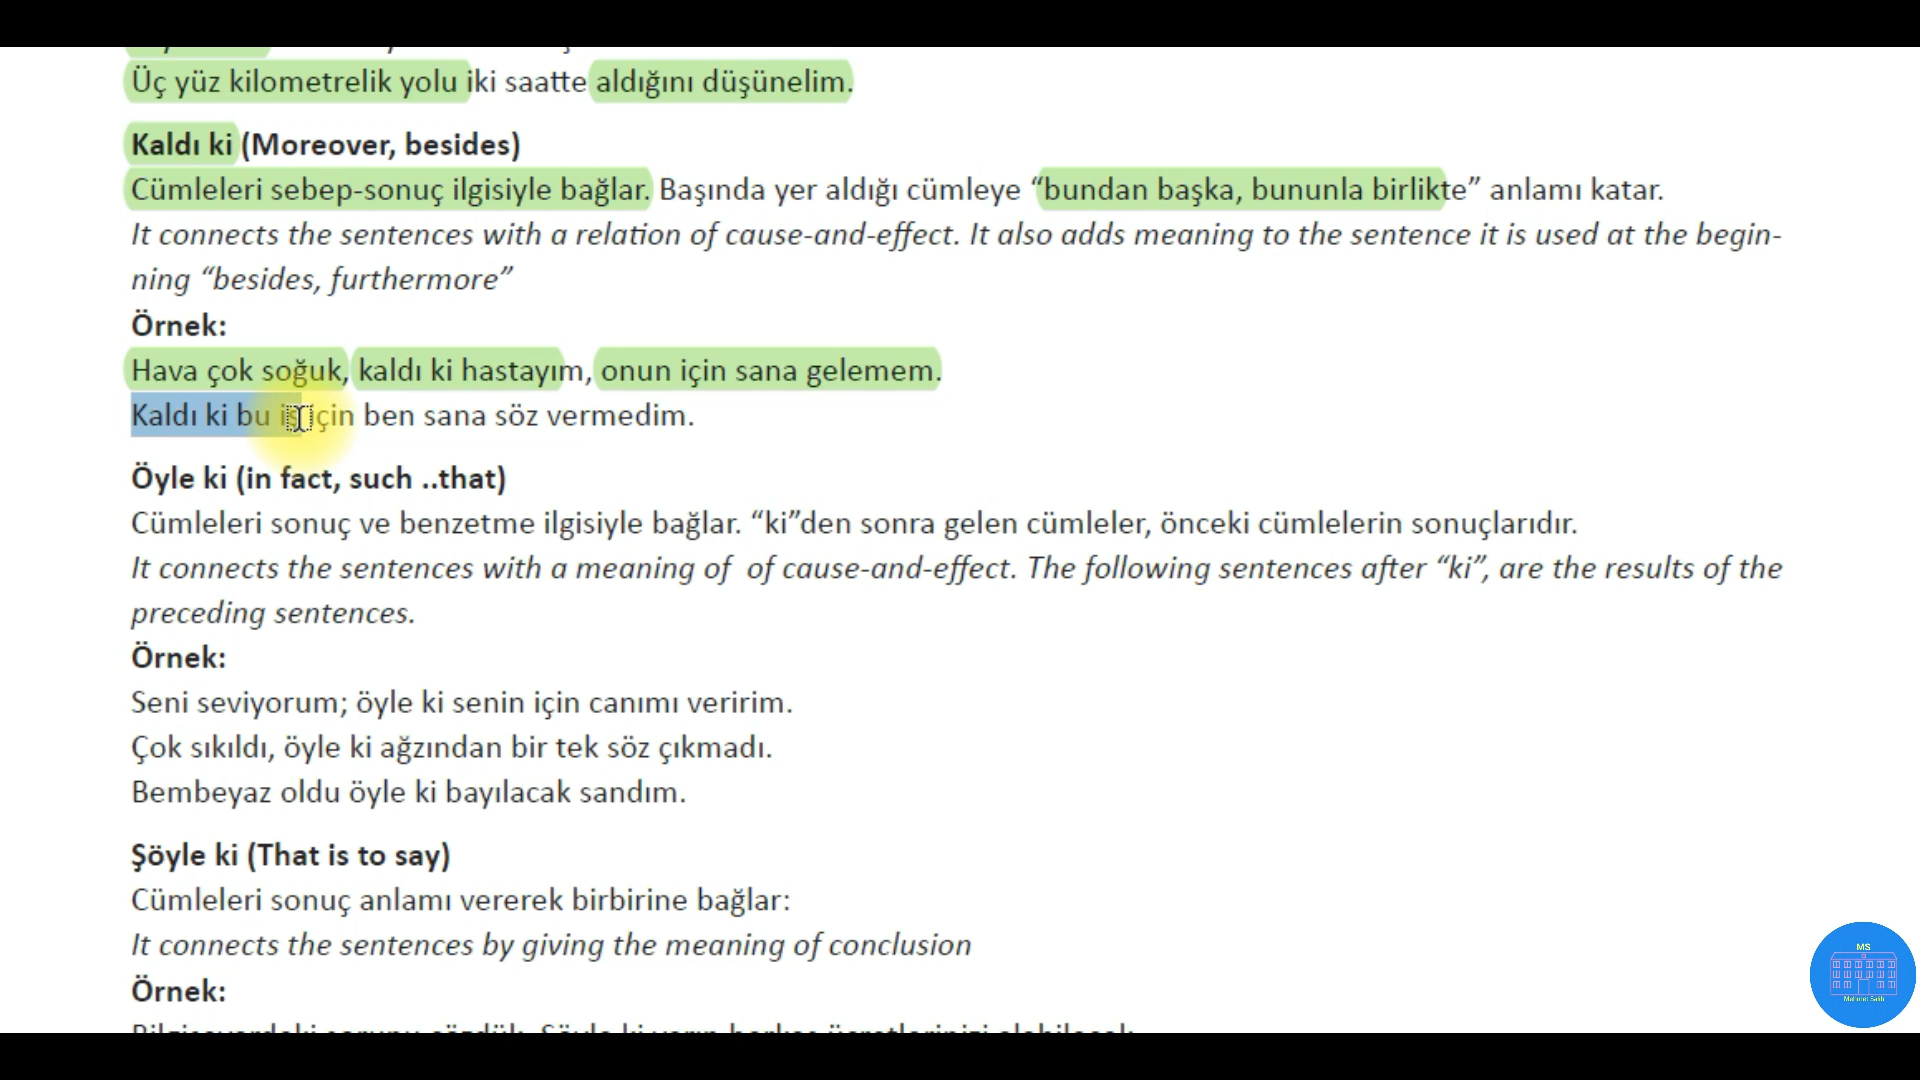 Üç yüz kilometrelik yolu iki saatte aldığını düşünelim.
Kaldı ki (Moreover, besides)
Cümleleri sebep-sonuç ilgisiyle bağlar. Başında yer aldığı cümleye “bundan başka, bununla birlikte” anlamı katar.
It connects the sentences with a relation of cause-and-effect. It also adds meaning to the sentence it is used at the begin-
ning “besides, furthermore”
Örnek:
Hava çok soğuk, kaldı ki hastayım, onun için sana gelemem.
Kaldı ki bu iş için ben sana söz vermedim.
Öyle ki (in fact, such ..that)
Cümleleri sonuç ve benzetme ilgisiyle bağlar. “ki”den sonra gelen cümleler, önceki cümlelerin sonuçlarıdır.
It connects the sentences with a meaning of of cause-and-effect. The following sentences after “ki”, are the results of the
preceding sentences.
Örnek:
Seni seviyorum; öyle ki senin için canımı veririm.
Çok sıkıldı, öyle ki ağzından bir tek söz çıkmadı.
Bembeyaz oldu öyle ki bayılacak sandım.
Şöyle ki (That is to say)
Cümleleri sonuç anlamı vererek birbirine bağlar:
It connects the sentences by giving the meaning of conclusion
Örnek:
MS
Mehmet Salih